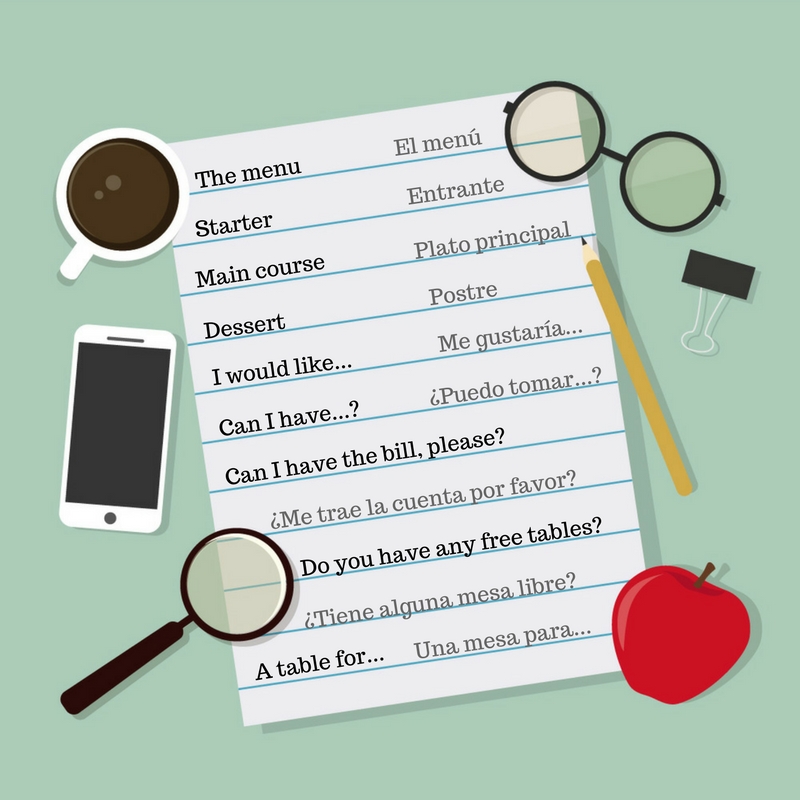 The menu El menú
Starter Entrante
Main course Plato principal
Dessert Postre
I would like... Me gustaría...
Can I have...? ¿Puedo tomar...?
Can I have the bill, please?
¿Me trae la cuenta por favor?
Do you have any free tables?
¿Tiene alguna mesa libre?
A table for... Una mesa para...